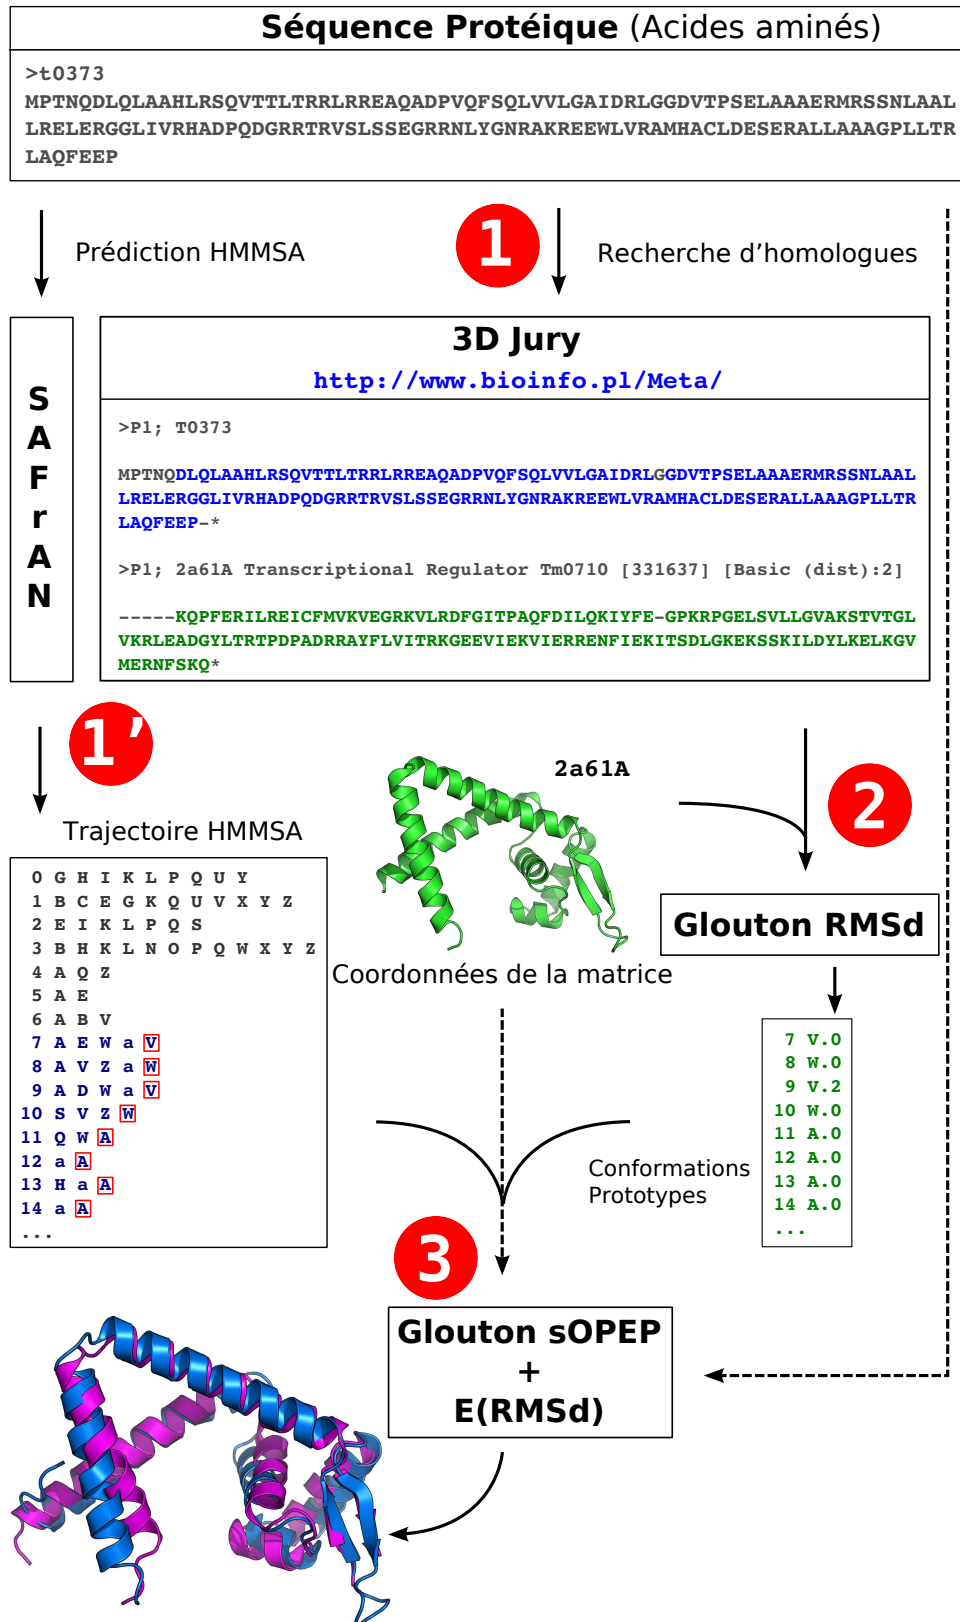 Séquence Protéique (Acides aminés)
>t0373
MPTNQDLQLAAHLRSQVTTLTRRLRREAQADPVQFSQLVVLGAIDRLGGDVTPSELAAAERMRSSNLAAL
LRELERGGLIVRHADPQDGRRTRVSLSSEGRRNLYGNRAKREEWLVRAMHACLDESERALLAAAGPLLTR
LAQFEEP
1
Prédiction HMMSA
Recherche d'homologues
SAFrAN
3D Jury
http://www.bioinfo.pl/Meta/
>P1; T0373
MPTNQDLQLAAHLRSQVTTLTRRLRREAQADPVQFSQLVVLGAIDRLGGDVTPSELAAAERMRSSNLAAL
LRELERGGLIVRHADPQDGRRTRVSLSSEGRRNLYGNRAKREEWLVRAMHACLDESERALLAAAGPLLTR
LAQFEEP-*
>P1; 2a61A Transcriptional Regulator Tm0710 [331637] [Basic (dist):2]
-----KQPFERILREICFMVKVEGRKVLRDFGITPAQFDILQKIYFE-GPKRPGELSVLLGVAKSTVTGL
VKRLEADGYLTRTPDPADRRAYFLVITRKGEEVIEKVIERRENFIEKITSDLGKEKSSKILDYLKELKGV
MERNFSKQ*
1'
2a61A
2
Trajectoire HMMSA
0 G H I K L P Q U Y
1 B C E G K Q U V X Y Z
2 E I K L P Q S
3 B H K L N O P Q W X Y Z
4 A Q Z
5 A E
6 A B V
7 A E W a V
8 A V Z a W
9 A D W a V
10 S V Z W
11 Q W A
12 a A
13 H a A
14 a A
...
Coordonnées de la matrice
Glouton RMSd
7 V.0
8 W.0
9 V.2
10 W.0
11 A.0
12 A.0
13 A.0
14 A.0
...
Conformations
Prototypes
3
Glouton sOPEP
+
E(RMSd)